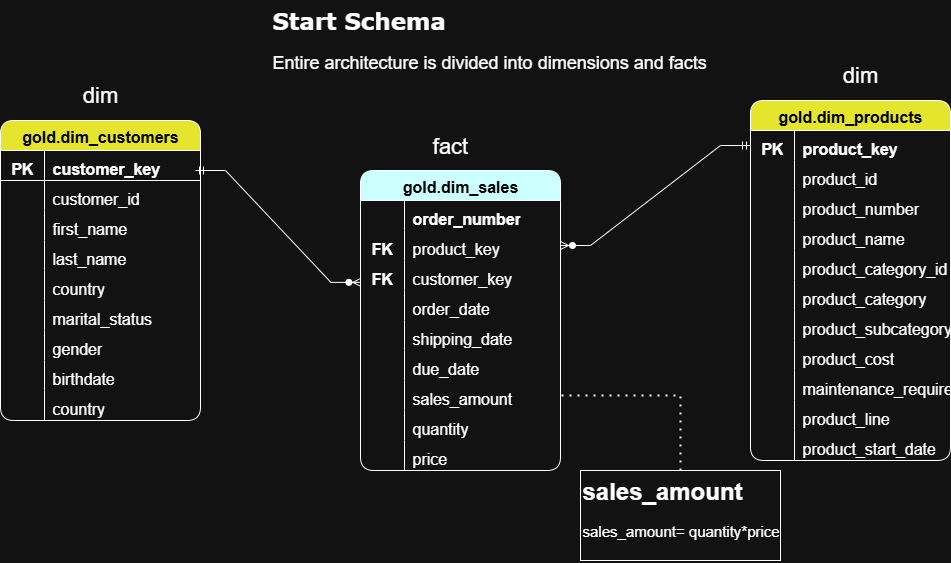 Start Schema
Entire architecture is divided into dimensions and facts
dim
gold.dim_customers
PK customer_key
customer_id
first_name
last_name
country
marital_status
gender
birthdate
country
fact
gold.dim_sales
order_number
FK product_key
FK customer_key
order_date
shipping_date
due_date
sales_amount
quantity
price
dim
gold.dim_products
PK product_key
product_id
product_number
product_name
product_category_id
product_category
product_subcategory
product_cost
maintenance_require
product_line
product_start_date
sales_amount
sales_amount= quantity*price